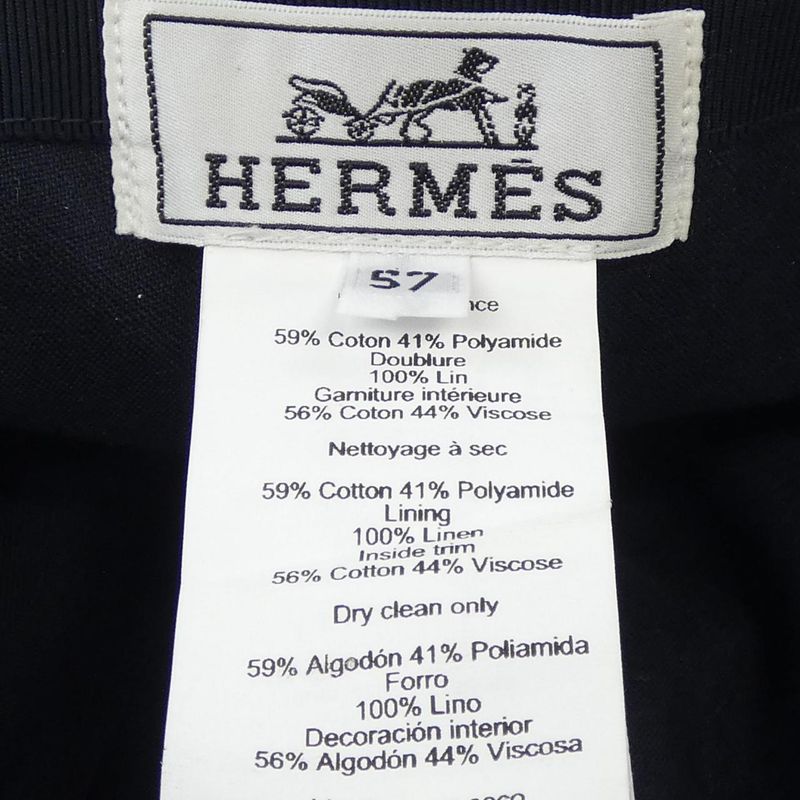 HERMÈS
57
59% Coton 41% Polyamide
Doublure
100% Lin
Garniture intérieure
56% Coton 44% Viscose
Nettoyage à sec
59% Cotton 41% Polyamide
Lining
100% Linen
Inside trim
56% Cotton 44% Viscose
Dry clean only
59% Algodón 41% Poliamida
Forro
100% Lino
Decoración interior
56% Algodón 44% Viscosa